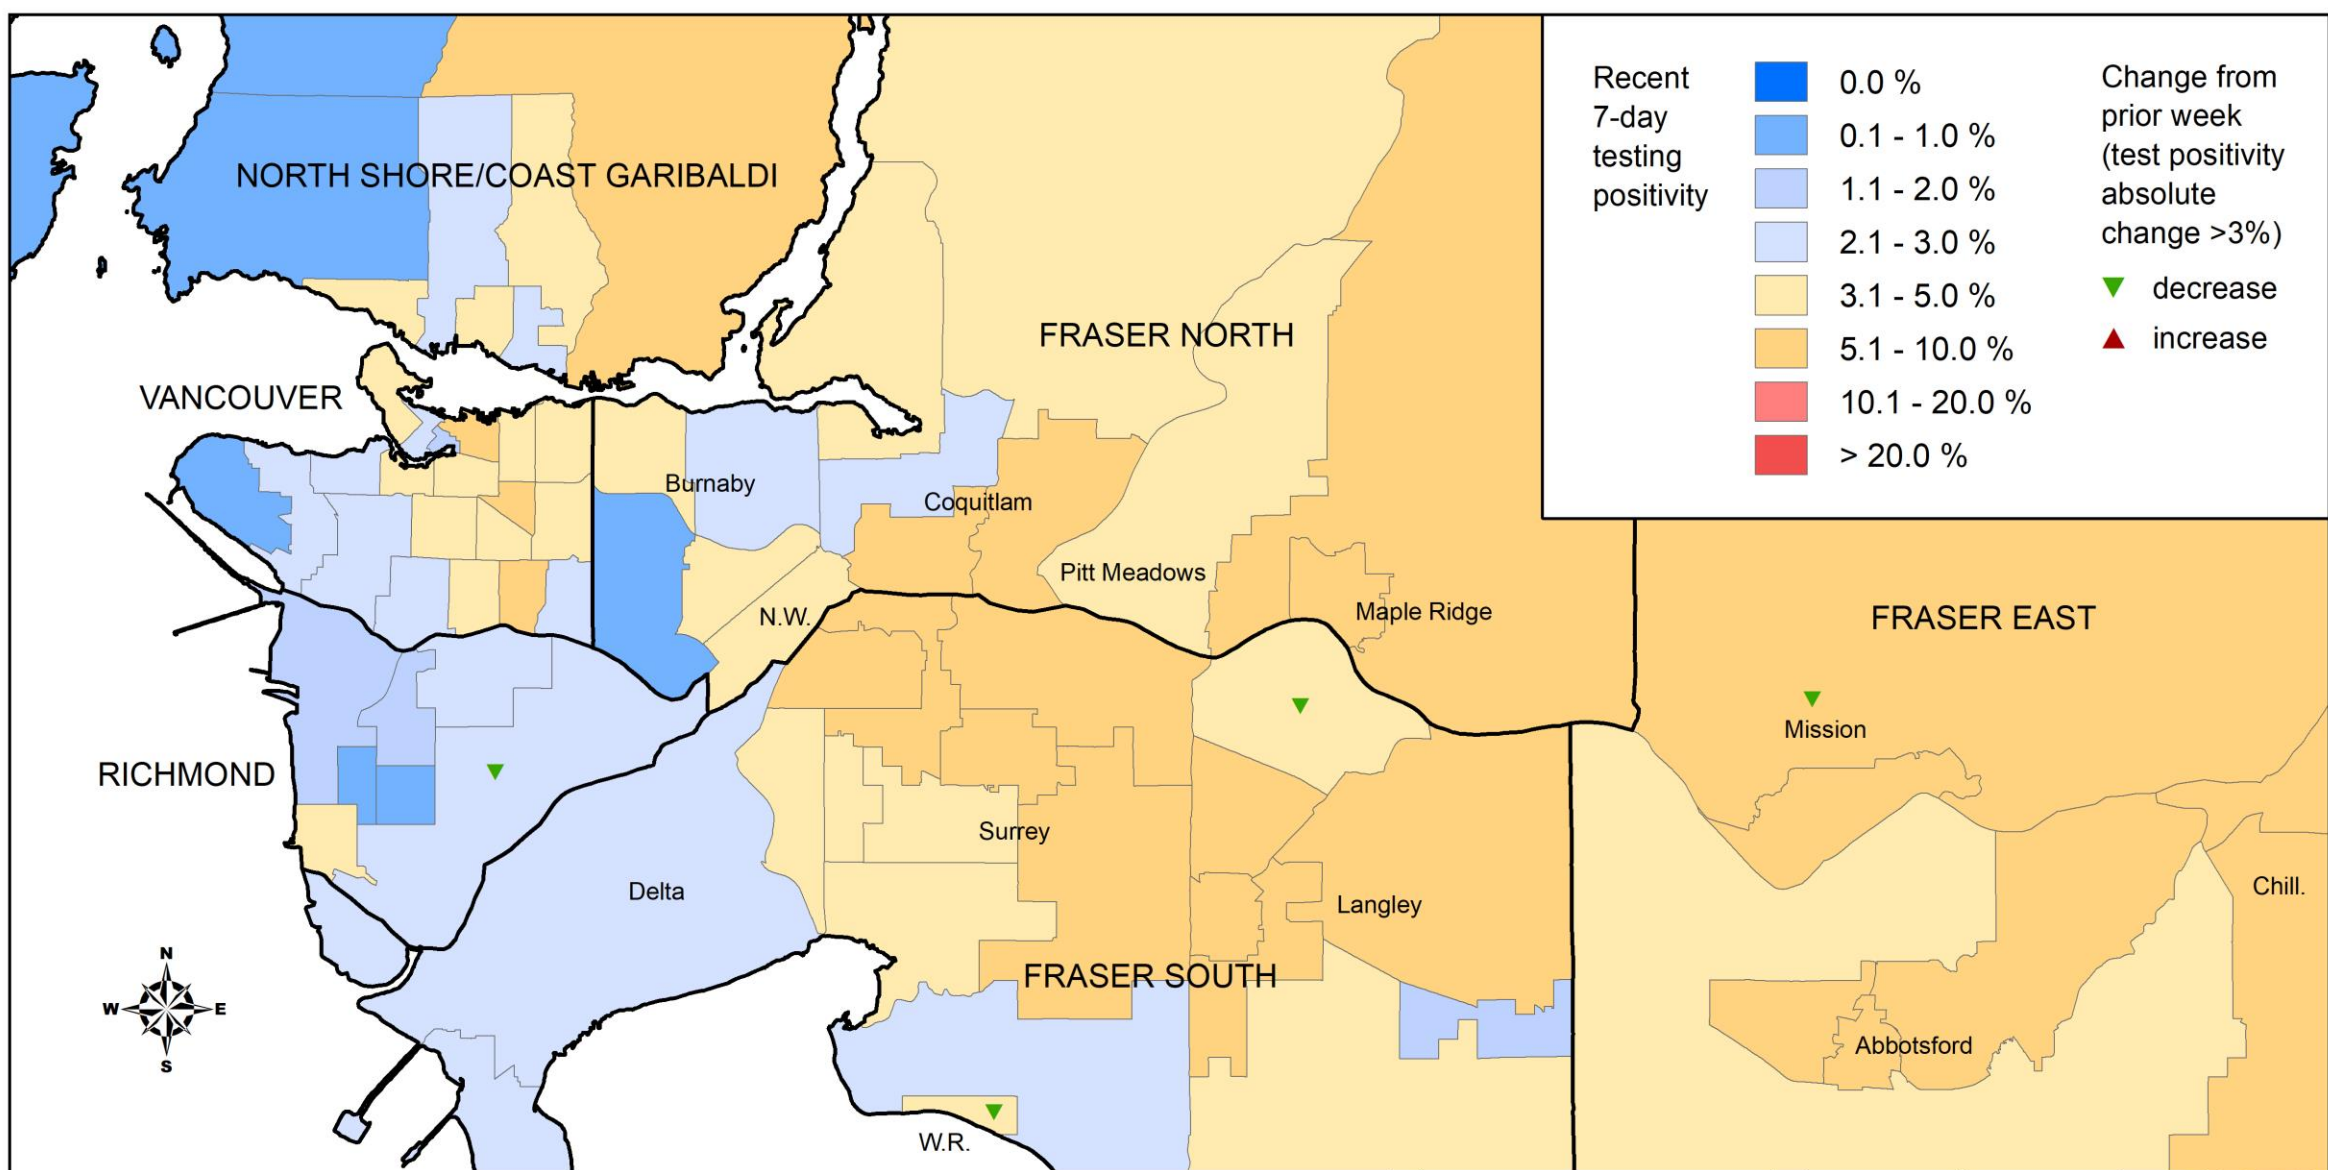 Recent
7-day
testing
positivity
0.0 %
0.1 - 1.0 %
1.1 - 2.0 %
2.1 - 3.0 %
3.1 - 5.0 %
5.1 - 10.0 %
10.1 - 20.0 %
> 20.0 %
Change from
prior week
(test positivity
absolute
change >3%)
decrease
increase
NORTH SHORE/COAST GARIBALDI
FRASER NORTH
VANCOUVER
Burnaby
Coquitlam
Pitt Meadows
N.W.
Maple Ridge
FRASER EAST
Mission
RICHMOND
Surrey
Delta
Langley
Chill.
FRASER SOUTH
Abbotsford
W.R.
N
W
E
S